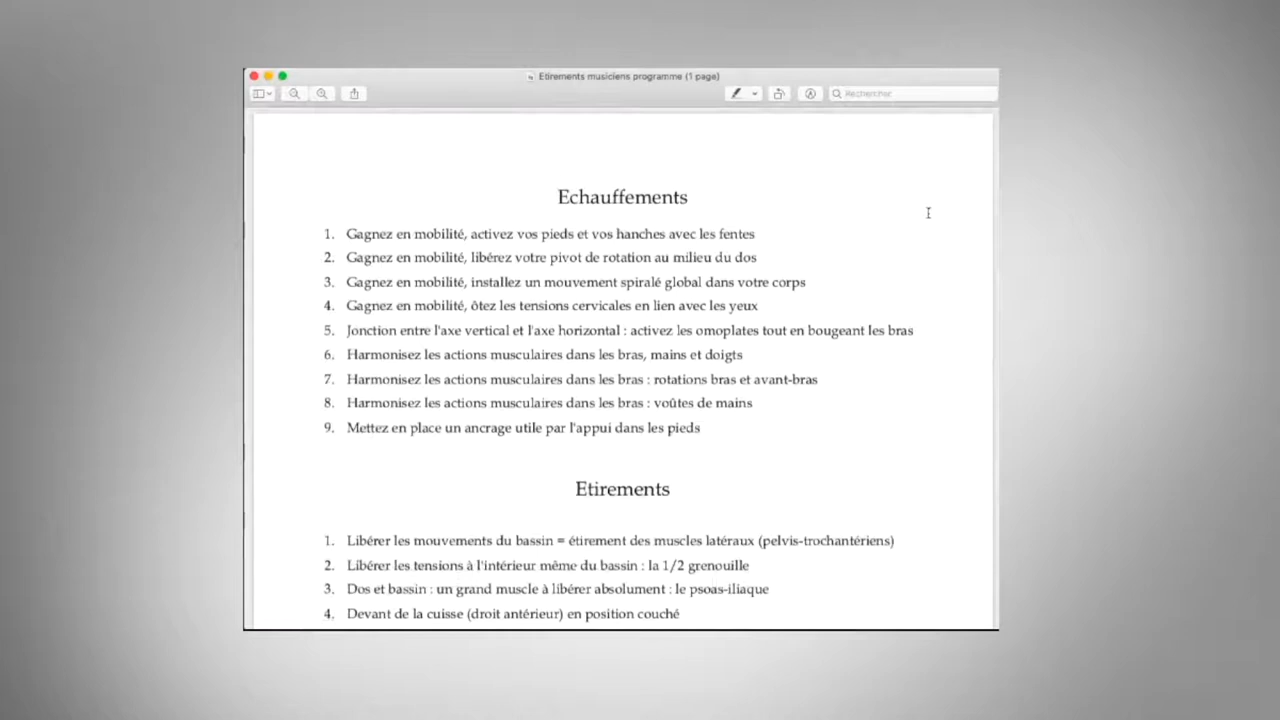 Etirements musiciens programme (1 page)
Rechercher
Echauffements
1. Gagnez en mobilité, activez vos pieds et vos hanches avec les fentes
2. Gagnez en mobilité, libérez votre pivot de rotation au milieu du dos
3. Gagnez en mobilité, installez un mouvement spiralé global dans votre corps
4. Gagnez en mobilité, ôtez les tensions cervicales en lien avec les yeux
5. Jonction entre l'axe vertical et l'axe horizontal : activez les omoplates tout en bougeant les bras
6. Harmonisez les actions musculaires dans les bras, mains et doigts
7. Harmonisez les actions musculaires dans les bras : rotations bras et avant-bras
8. Harmonisez les actions musculaires dans les bras : voûtes de mains
9. Mettez en place un ancrage utile par l'appui dans les pieds
Etirements
1. Libérer les mouvements du bassin = étirement des muscles latéraux (pelvis-trochantériens)
2. Libérer les tensions à l'intérieur même du bassin : la 1/2 grenouille
3. Dos et bassin : un grand muscle à libérer absolument : le psoas-iliaque
4. Devant de la cuisse (droit antérieur) en position couché